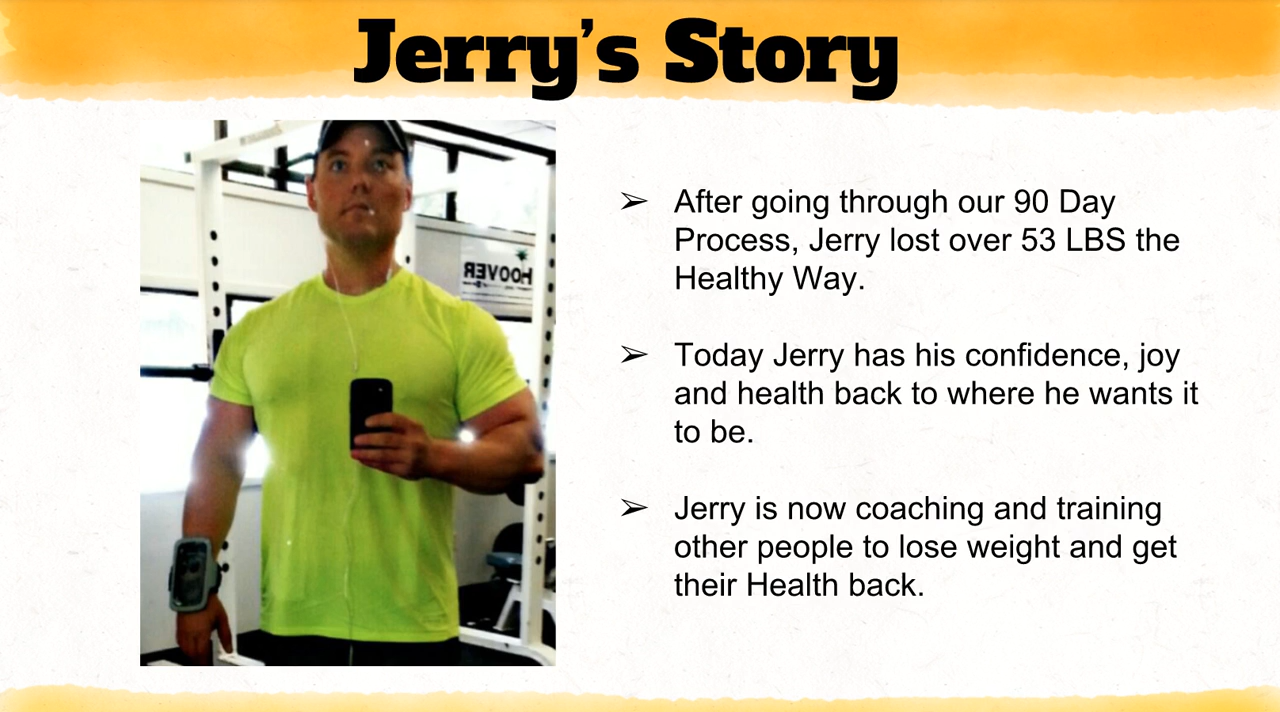 Jerry's Story
HOOVER
➢ After going through our 90 Day
Process, Jerry lost over 53 LBS the
Healthy Way.
➢ Today Jerry has his confidence, joy
and health back to where he wants it
to be.
➢ Jerry is now coaching and training
other people to lose weight and get
their Health back.